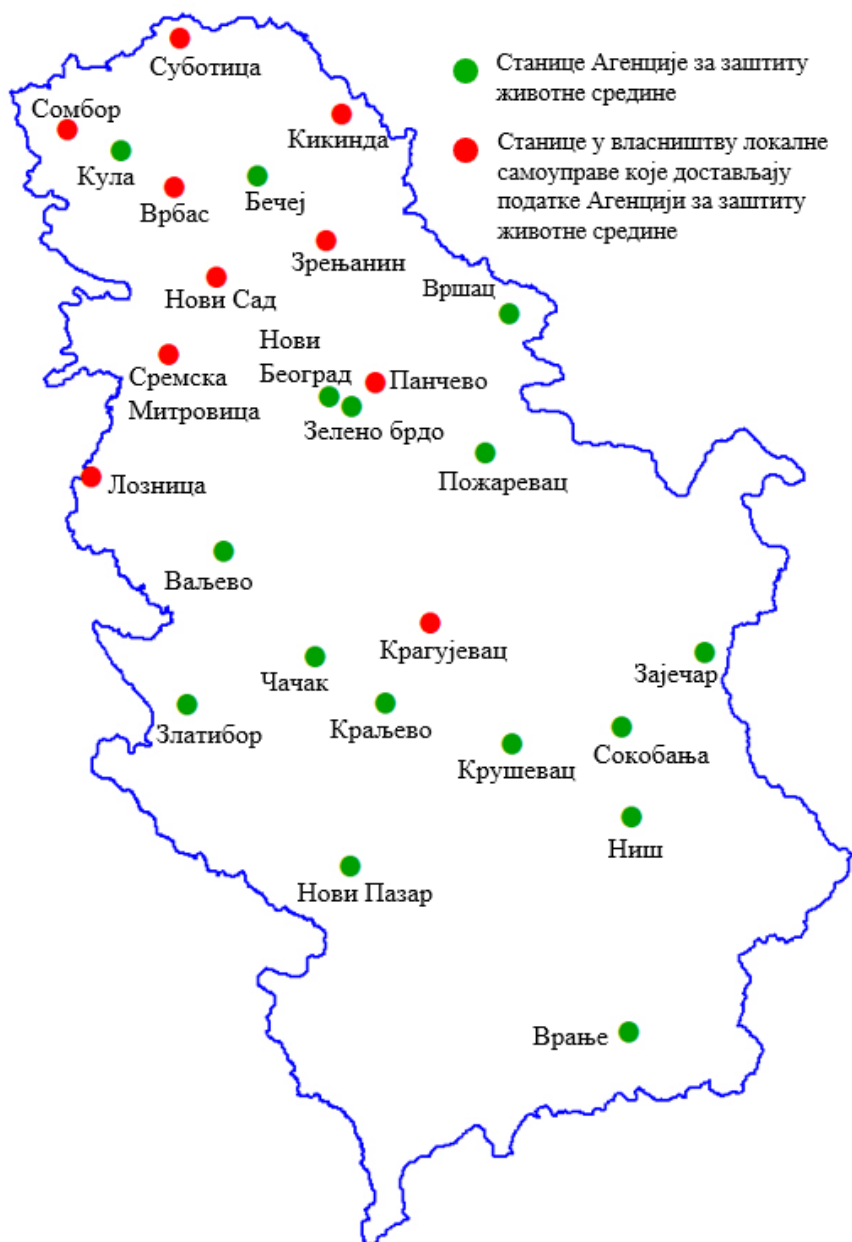 Суботица
Станице Агенције за заштиту
животне средине
Сомбор
Кикинда
Станице у власништву локалне
самоуправе које достављају
податке Агенцији за заштиту
животне средине
Кула
Врбас
Бечеј
Зрењанин
Нови Сад
Вршац
Нови
Београд
Сремска
Митровица
Панчево
Зелено брдо
Пожаревац
Лозница
Ваљево
Крагујевац
Зајечар
Чачак
Златибор
Краљево
Сокобања
Крушевац
Ниш
Нови Пазар
Врање